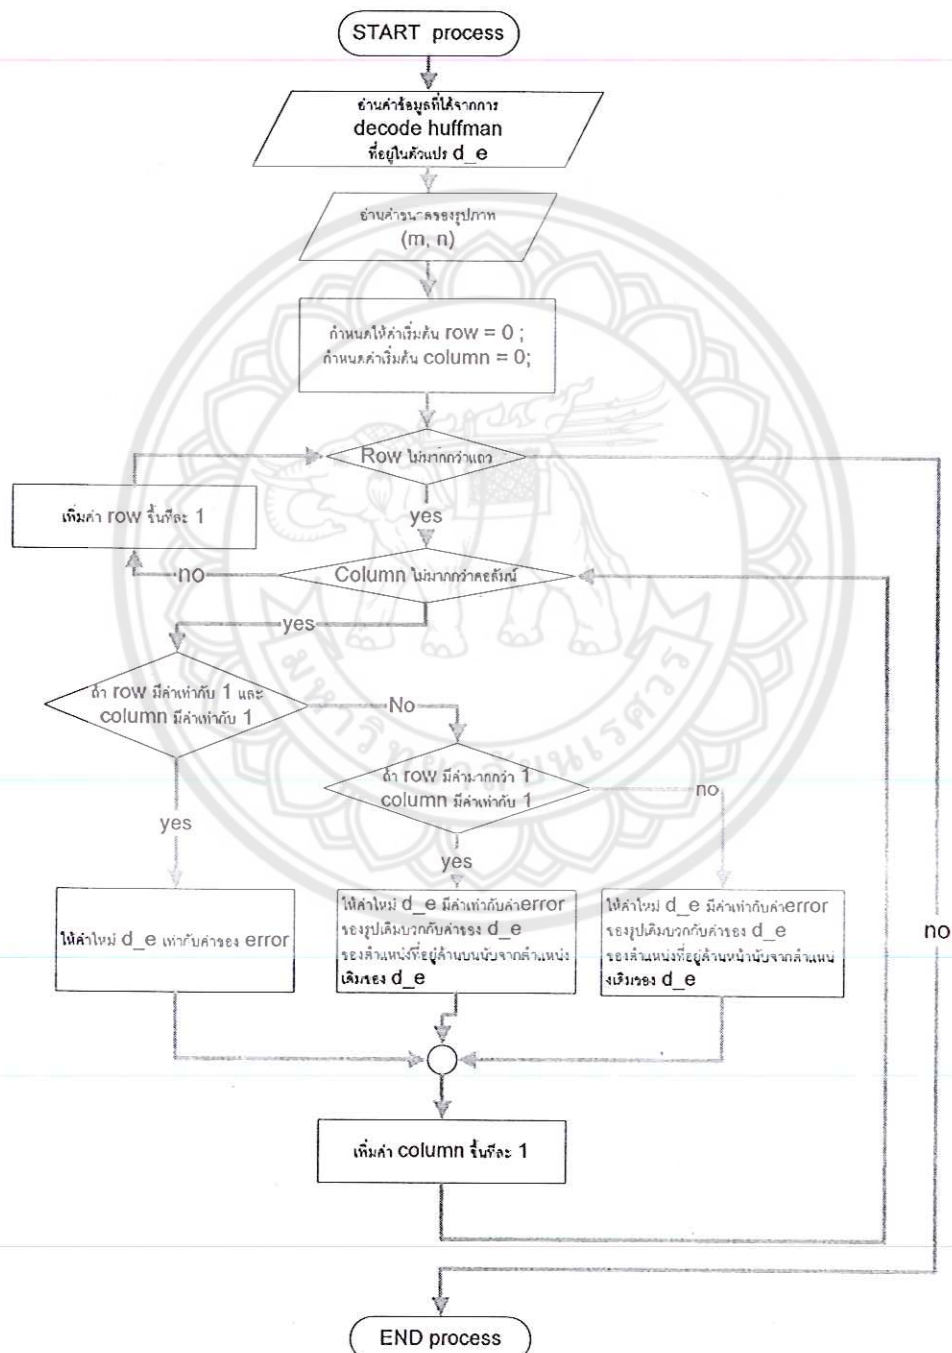 START process
อ่านค่าข้อมูลที่ได้จากการ
decode huffman
ที่อยู่ในตัวแปร d_e
อ่านค่าขนาดของรูปภาพ
(m, n)
กำหนดให้ค่าเริ่มต้น row = 0 ;
กำหนดค่าเริ่มต้น column = 0;
Row ไม่มากกว่าแถว
เพิ่มค่า row ขึ้นทีละ 1
yes
Column ไม่มากกว่าคอลัมน์
no
yes
ถ้า row มีค่าเท่ากับ 1 และ
column มีค่าเท่ากับ 1
No
ถ้า row มีค่ามากกว่า 1
column มีค่าเท่ากับ 1
no
yes
yes
ให้ค่าใหม่ d_e เท่ากับค่าของ error
ให้ค่าใหม่ d_e มีค่าเท่ากับค่าerror
ของรูปเดิมบวกกับค่าของ d_e
ของตำแหน่งที่อยู่ด้านบนนับจากตำแหน่ง
เดิมของ d_e
ให้ค่าใหม่ d_e มีค่าเท่ากับค่าerror
ของรูปเดิมบวกกับค่าของ d_e
ของตำแหน่งที่อยู่ด้านหน้านับจากตำแหน่
งเดิมของ d_e
no
เพิ่มค่า column ขึ้นทีละ 1
END process
มหาวิทยาลัยนเรศวร